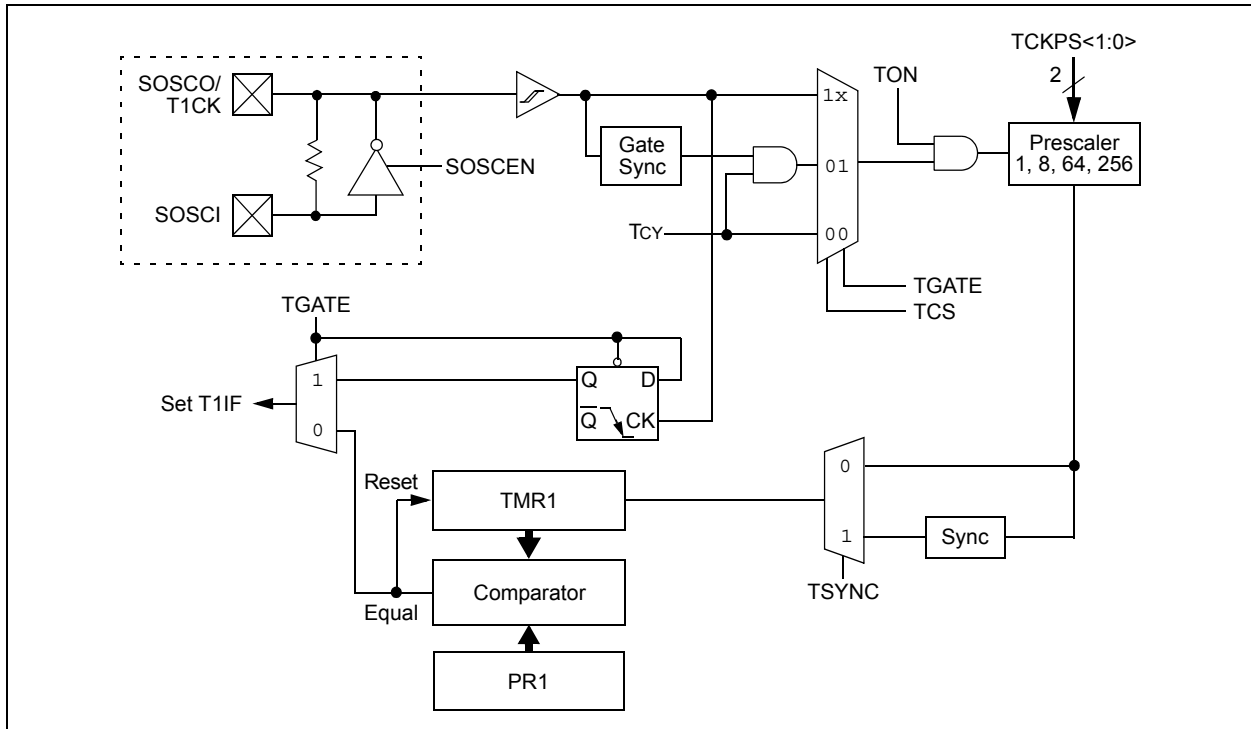 TCKPS<1:0>
2
TON
SOSCO/
T1CK
1x
Gate
Sync
Prescaler
1, 8, 64, 256
SOSCEN
01
SOSCI
TCY
00
TGATE
TCS
TGATE
1
Q
D
Set T1IF
Q
CK
0
0
Reset
TMR1
1
Sync
TSYNC
Comparator
Equal
PR1